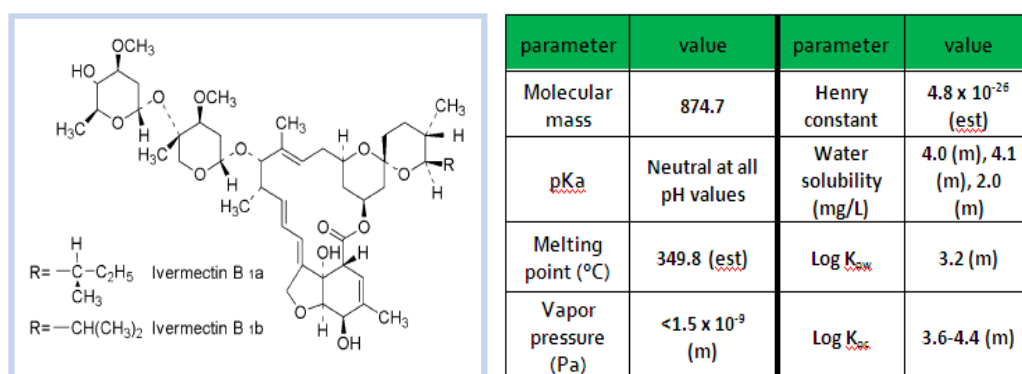 OCH₃
HO
O
OCH₃
H₃C
O
H
H₃C
O
H
O
CH₃
H₃C
H
O
O
CH₃
H
R
H
O
O
OH
H
O
H
OH
CH₃
H
R= –C–C₂H₅ Ivermectin B 1a
CH₃
R=–CH(CH₃)₂ Ivermectin B 1b
parameter value parameter value
Molecular mass 874.7 Henry constant 4.8 x 10⁻²⁶ (est)
pKa Neutral at all pH values Water solubility (mg/L) 4.0 (m), 4.1 (m), 2.0 (m)
Melting point (°C) 349.8 (est) Log Kow 3.2 (m)
Vapor pressure (Pa) <1.5 x 10⁻⁹ (m) Log Koc 3.6-4.4 (m)